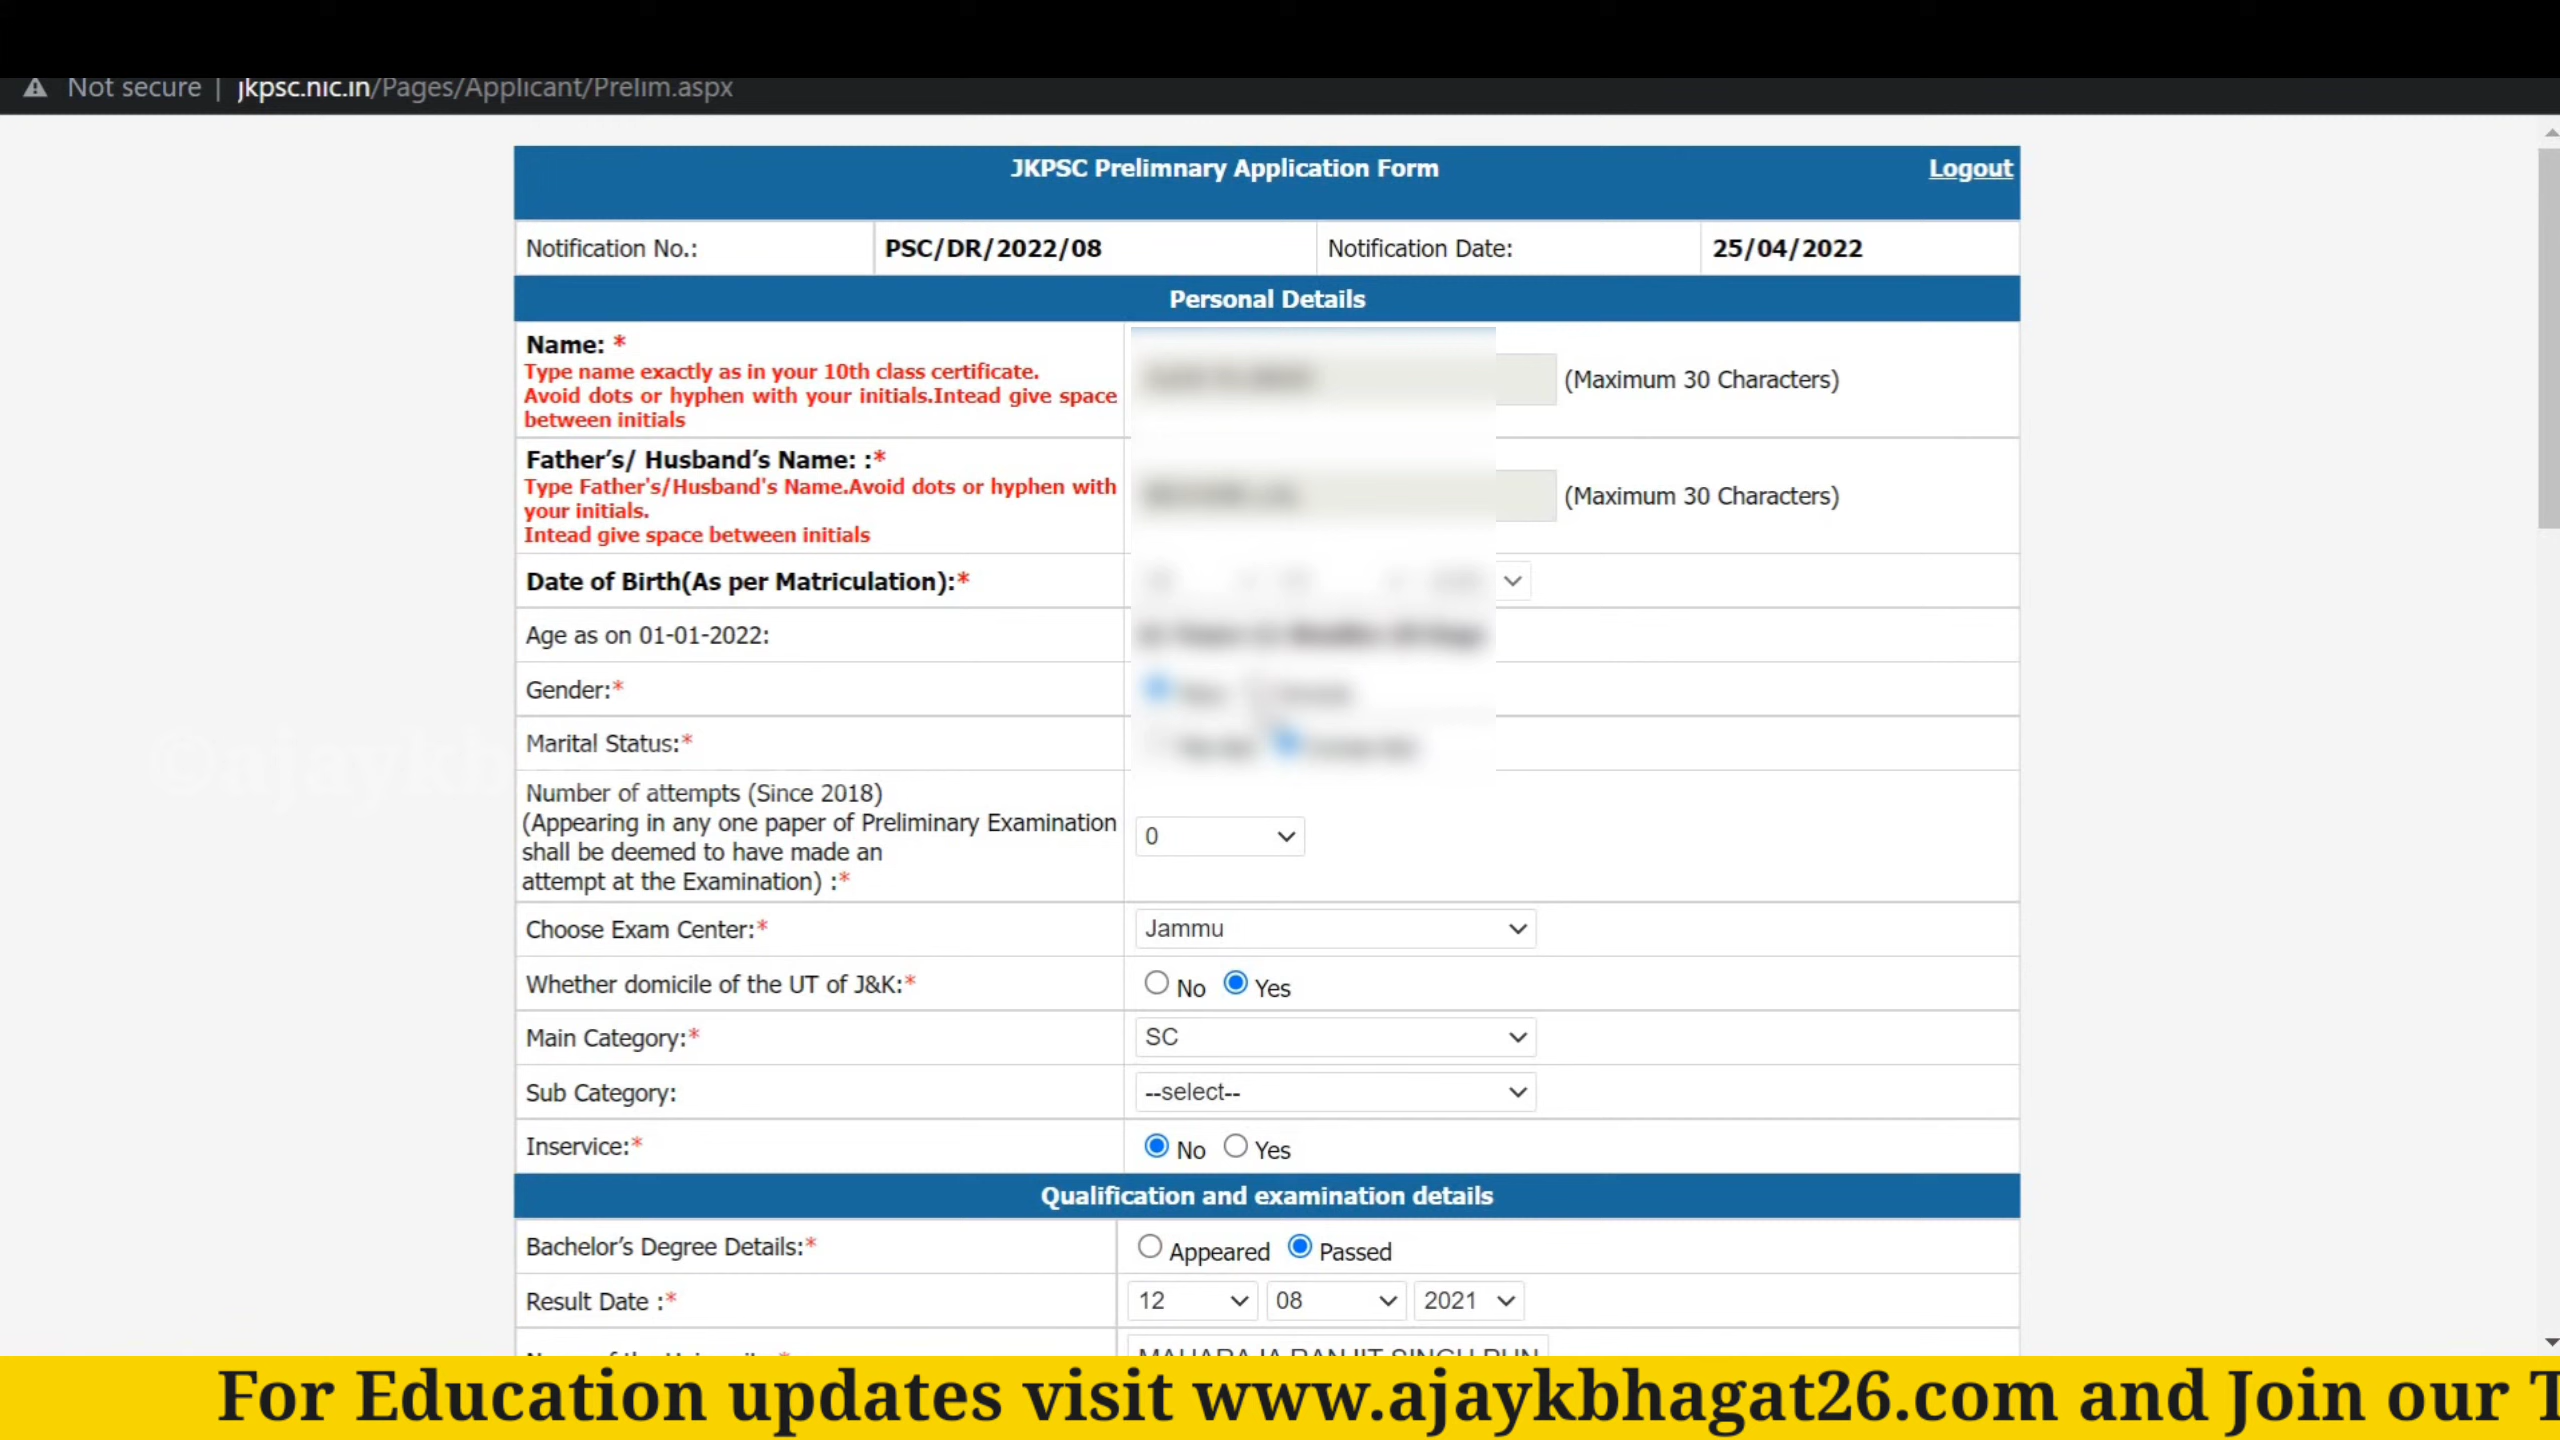 Not secure | jkpsc.nic.in/Pages/Applicant/Prelim.aspx
JKPSC Prelimnary Application Form
Logout
Notification No.: PSC/DR/2022/08 Notification Date: 25/04/2022
Personal Details
Name: *
Type name exactly as in your 10th class certificate.
Avoid dots or hyphen with your initials.Intead give space
between initials
(Maximum 30 Characters)
Father's/ Husband's Name: :*
Type Father's/Husband's Name.Avoid dots or hyphen with
your initials.
Intead give space between initials
(Maximum 30 Characters)
Date of Birth(As per Matriculation):*
Age as on 01-01-2022:
Gender:*
Marital Status:*
Number of attempts (Since 2018)
(Appearing in any one paper of Preliminary Examination
shall be deemed to have made an
attempt at the Examination) :*
0
Choose Exam Center:* Jammu
Whether domicile of the UT of J&K:* No Yes
Main Category:* SC
Sub Category: --select--
Inservice:* No Yes
Qualification and examination details
Bachelor's Degree Details:* Appeared Passed
Result Date :* 12 08 2021
MAHARAJA RANJIT SINGH PUN
©ajaykb
For Education updates visit www.ajaykbhagat26.com and Join our T